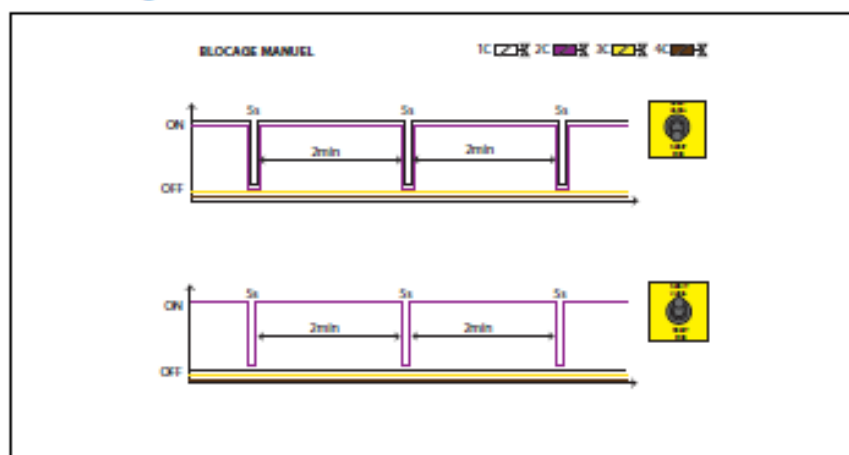 BLOCAGE MANUEL 1C 2C 3C 4C
5s 5s 5s
ON
2min 2min
OFF
5s 5s 5s
ON
2min 2min
OFF